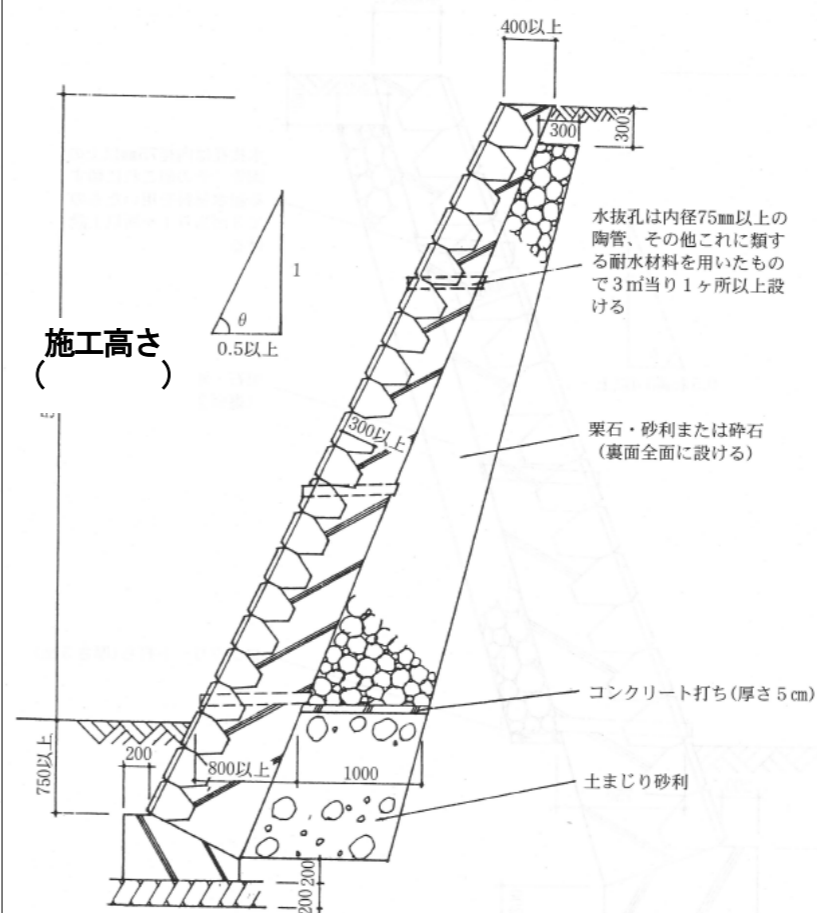 400以上
300
300
水抜孔は内径75㎜以上の
陶管、その他これに類す
る耐水材料を用いたもの
で3㎡当り1ヶ所以上設
ける
1
θ
0.5以上
施工高さ
（　　　）
300以上
栗石・砂利または砕石
（裏面全面に設ける）
コンクリート打ち(厚さ5㎝)
750以上
200
800以上
1000
土まじり砂利
200
200